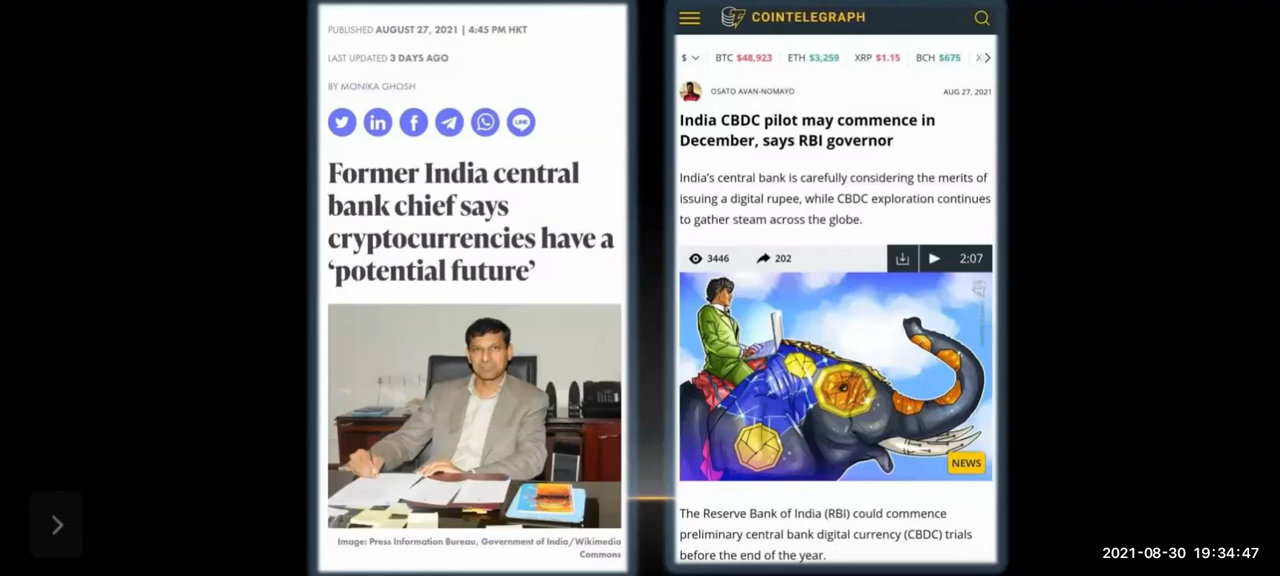 PUBLISHED AUGUST 27, 2021 | 4:45 PM HKT
LAST UPDATED 3 DAYS AGO
BY MONIKA GHOSH
Former India central
bank chief says
cryptocurrencies have a
‘potential future’
Image: Press Information Bureau, Government of India/Wikimedia
Commons
COINTELEGRAPH
$ BTC $48,923 ETH $3,259 XRP $1.15 BCH $675 X
OSATO AVAN-NOMAYO AUG 27, 2021
India CBDC pilot may commence in
December, says RBI governor
India’s central bank is carefully considering the merits of
issuing a digital rupee, while CBDC exploration continues
to gather steam across the globe.
3446 202 2:07
NEWS
The Reserve Bank of India (RBI) could commence
preliminary central bank digital currency (CBDC) trials
before the end of the year.
2021-08-30 19:34:47